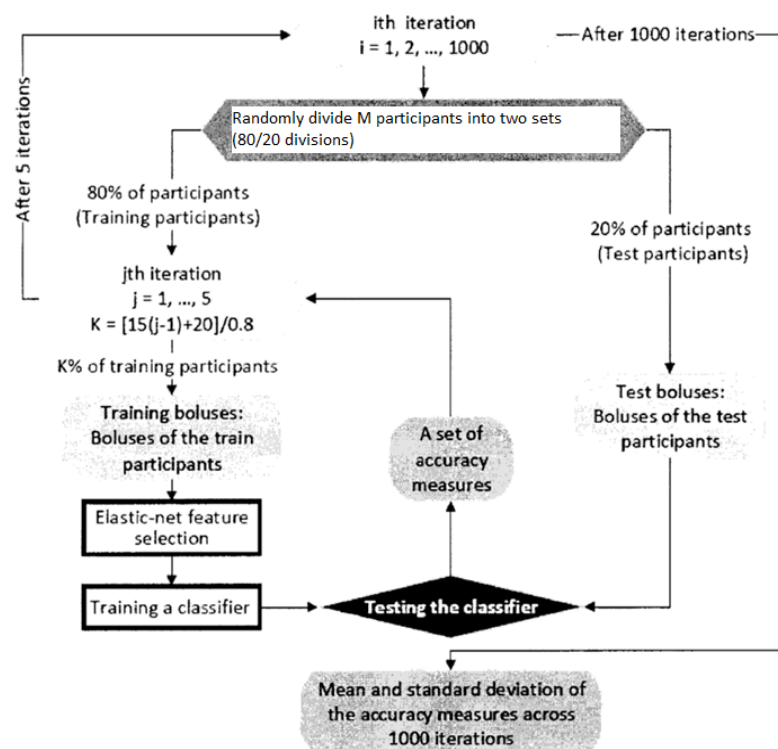 ith iteration
i = 1, 2, ..., 1000
After 1000 iterations
After 5 iterations
Randomly divide M participants into two sets
(80/20 divisions)
80% of participants
(Training participants)
20% of participants
(Test participants)
jth iteration
j = 1, ..., 5
K = [15(j-1)+20]/0.8
K% of training participants
Training boluses:
Boluses of the train
participants
Test boluses:
Boluses of the test
participants
A set of
accuracy
measures
Elastic-net feature
selection
Training a classifier
Testing the classifier
Mean and standard deviation of
the accuracy measures across
1000 iterations